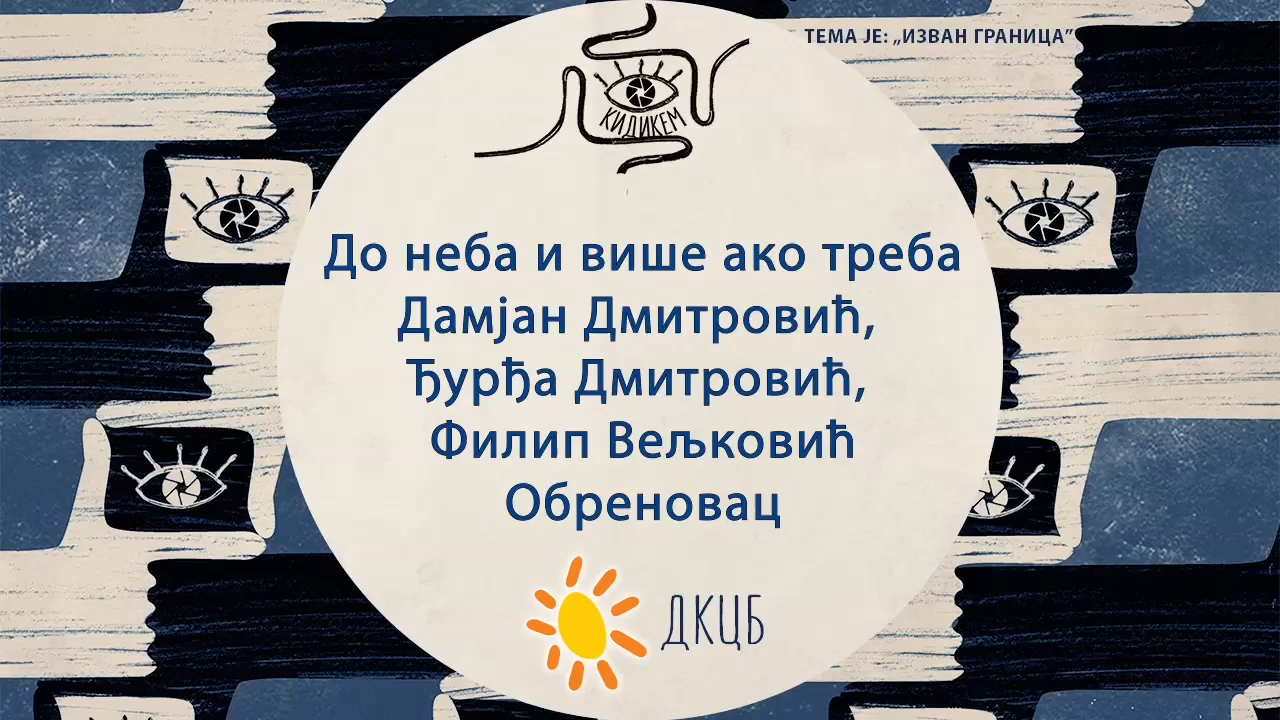 ТЕМА ЈЕ: „ИЗВАН ГРАНИЦА”
КИДИКЕМ
До неба и више ако треба
Дамјан Дмитровић,
Ђурђа Дмитровић,
Филип Вељковић
Обреновац
ДКЦБ